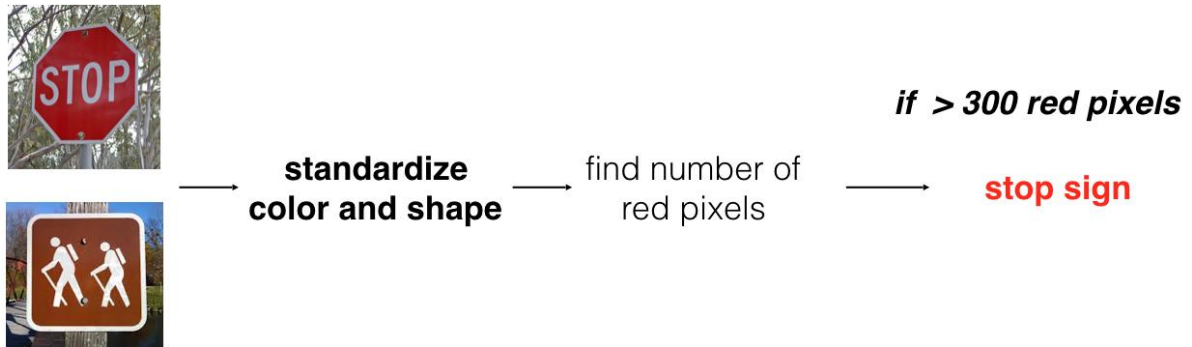 STOP
standardize
color and shape
find number of
red pixels
if > 300 red pixels
stop sign